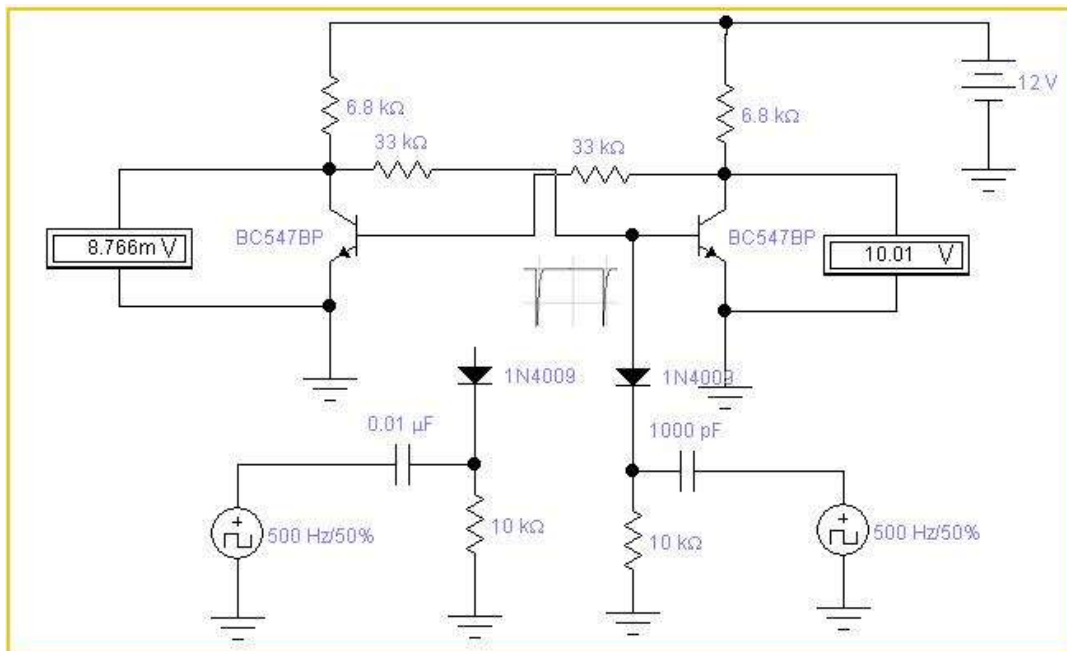 12 V
6.8 kΩ
6.8 kΩ
33 kΩ
33 kΩ
BC547BP
BC547BP
8.766m V
10.01 V
1N4009
1N4009
0.01 µF
1000 pF
500 Hz/50%
10 kΩ
10 kΩ
500 Hz/50%